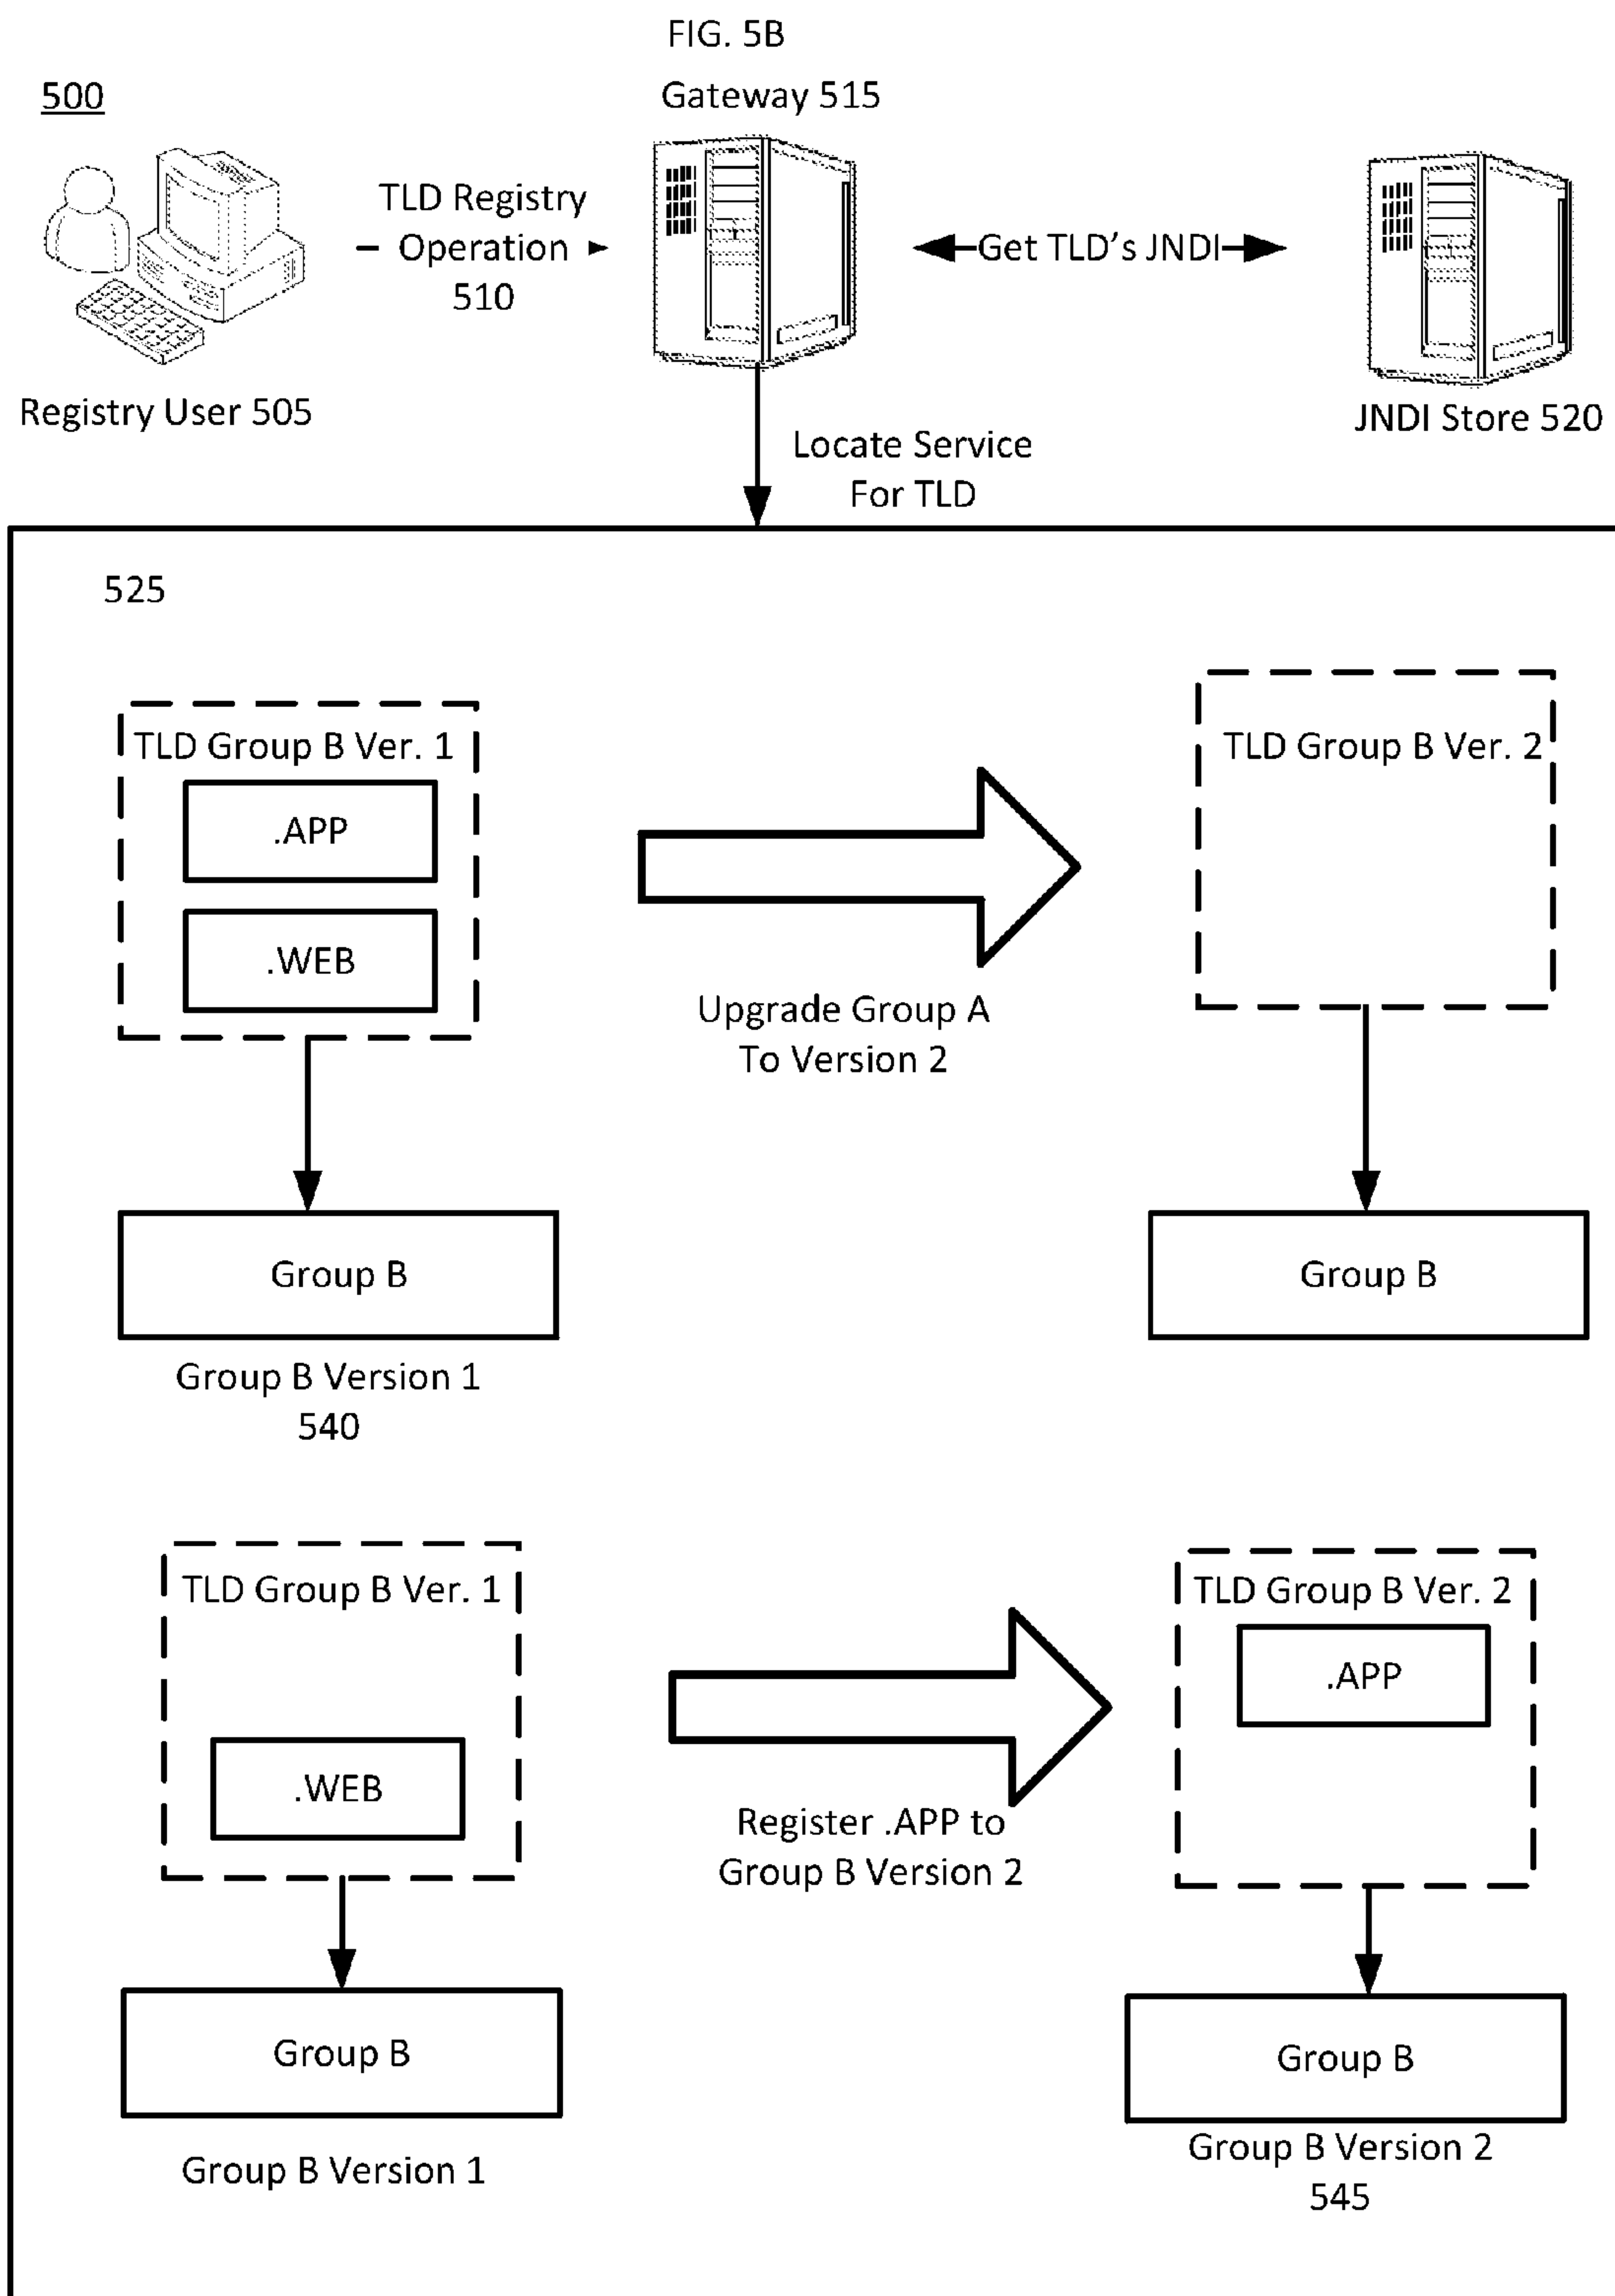 FIG. 5B
500
Gateway 515
TLD Registry
Operation
510
Get TLD's JNDI
Registry User 505
JNDI Store 520
Locate Service
For TLD
525
TLD Group B Ver. 1
.APP
.WEB
Upgrade Group A
To Version 2
TLD Group B Ver. 2
Group B
Group B Version 1
540
Group B
TLD Group B Ver. 1
.WEB
Register .APP to
Group B Version 2
TLD Group B Ver. 2
.APP
Group B
Group B Version 1
Group B
Group B Version 2
545